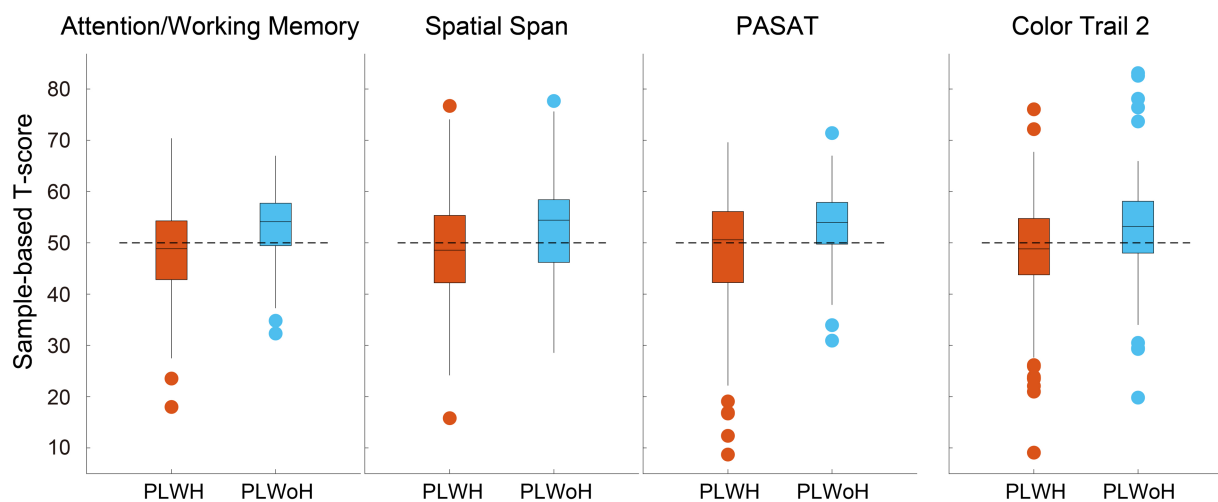 Attention/Working Memory
Spatial Span
PASAT
Color Trail 2
Sample-based T-score
80
70
60
50
40
30
20
10
PLWH PLWoH
PLWH PLWoH
PLWH PLWoH
PLWH PLWoH